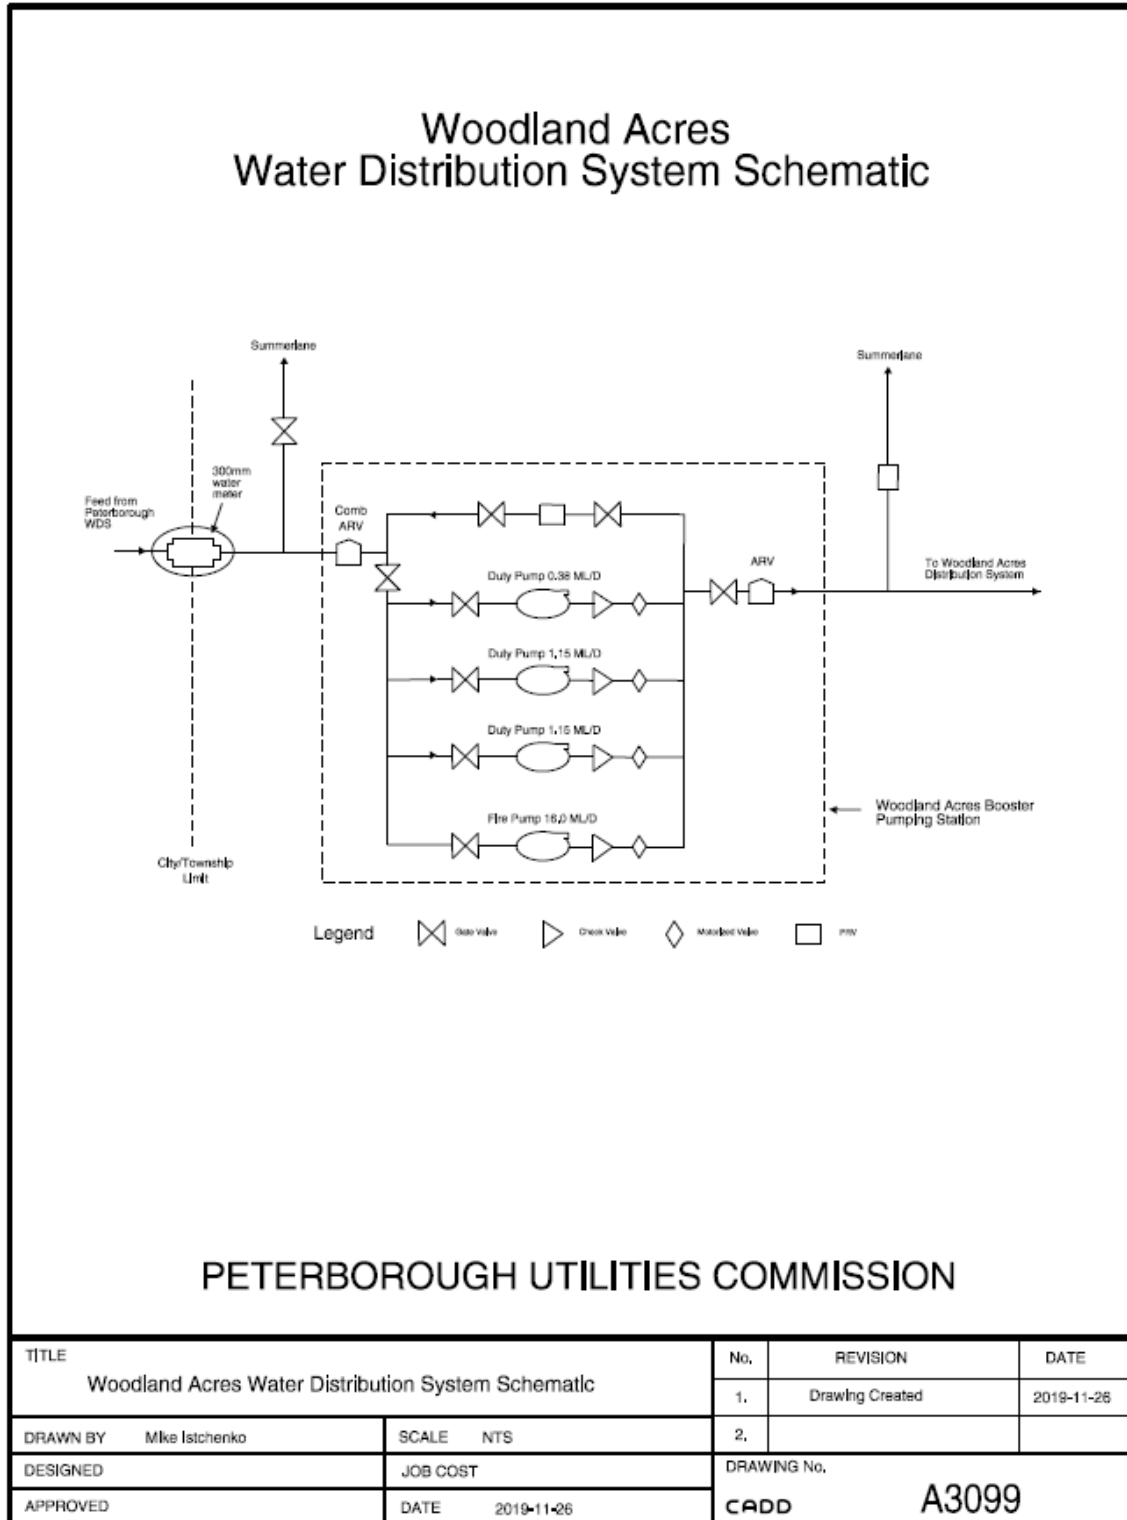 Woodland Acres
Water Distribution System Schematic
Summerlane
Summerlane
300mm
water
meter
Feed from
Peterborough
WDS
Comb
ARV
ARV
To Woodland Acres
Distribution System
Duty Pump 0.38 ML/D
Duty Pump 1.15 ML/D
Duty Pump 1.15 ML/D
Fire Pump 16.0 ML/D
Woodland Acres Booster
Pumping Station
City/Township
Limit
Legend
Gate Valve
Check Valve
Motorized Valve
PRV
PETERBOROUGH UTILITIES COMMISSION
TITLE
Woodland Acres Water Distribution System Schematic
No. REVISION DATE
1. Drawing Created 2019-11-26
2.
DRAWN BY Mike Istchenko
SCALE NTS
DESIGNED
JOB COST
APPROVED
DATE 2019-11-26
DRAWING No.
CADD A3099